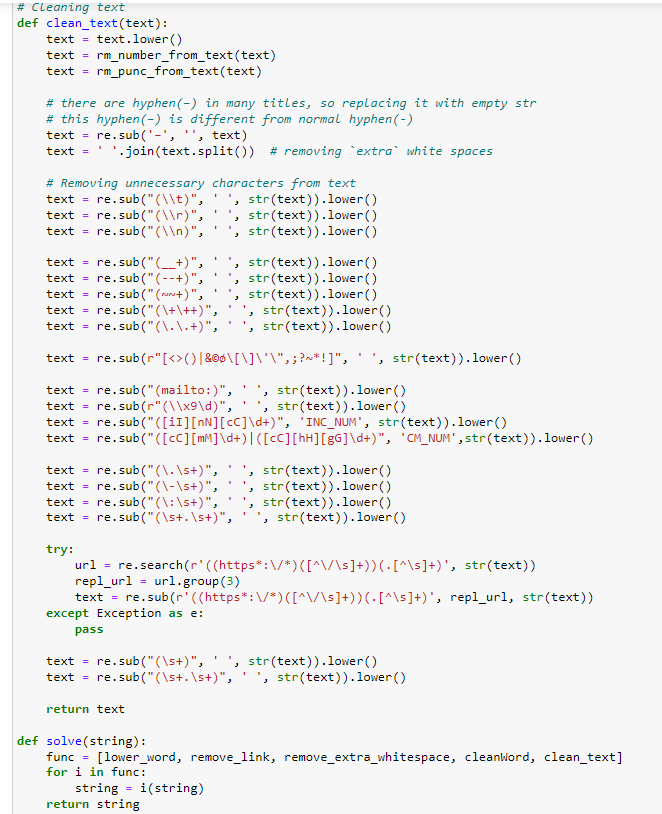 # Cleaning text
def clean_text(text):
    text = text.lower()
    text = rm_number_from_text(text)
    text = rm_punc_from_text(text)

    # there are hyphen(–) in many titles, so replacing it with empty str
    # this hyphen(–) is different from normal hyphen(-)
    text = re.sub('–', '', text)
    text = ' '.join(text.split())  # removing `extra` white spaces

    # Removing unnecessary characters from text
    text = re.sub("(\\t)", ' ', str(text)).lower()
    text = re.sub("(\\r)", ' ', str(text)).lower()
    text = re.sub("(\\n)", ' ', str(text)).lower()

    text = re.sub("(__+)", ' ', str(text)).lower()
    text = re.sub("(--+)", ' ', str(text)).lower()
    text = re.sub("(~~+)", ' ', str(text)).lower()
    text = re.sub("(\+\++)", ' ', str(text)).lower()
    text = re.sub("(\.\.+)", ' ', str(text)).lower()

    text = re.sub(r"[<>()|&©ø\[\]\'\",;?~*!]", ' ', str(text)).lower()

    text = re.sub("(mailto:)", ' ', str(text)).lower()
    text = re.sub(r"(\\x9\d)", ' ', str(text)).lower()
    text = re.sub("([iI][nN][cC]\d+)", 'INC_NUM', str(text)).lower()
    text = re.sub("([cC][mM]\d+)|([cC][hH][gG]\d+)", 'CM_NUM',str(text)).lower()

    text = re.sub("(\.\s+)", ' ', str(text)).lower()
    text = re.sub("(\-\s+)", ' ', str(text)).lower()
    text = re.sub("(\:\s+)", ' ', str(text)).lower()
    text = re.sub("(\s+.\s+)", ' ', str(text)).lower()

    try:
        url = re.search(r'((https*:\/*)([^\/\s]+))(.[^\s]+)', str(text))
        repl_url = url.group(3)
        text = re.sub(r'((https*:\/*)([^\/\s]+))(.[^\s]+)', repl_url, str(text))
    except Exception as e:
        pass

    text = re.sub("(\s+)", ' ', str(text)).lower()
    text = re.sub("(\s+.\s+)", ' ', str(text)).lower()

    return text

def solve(string):
    func = [lower_word, remove_link, remove_extra_whitespace, cleanWord, clean_text]
    for i in func:
        string = i(string)
    return string